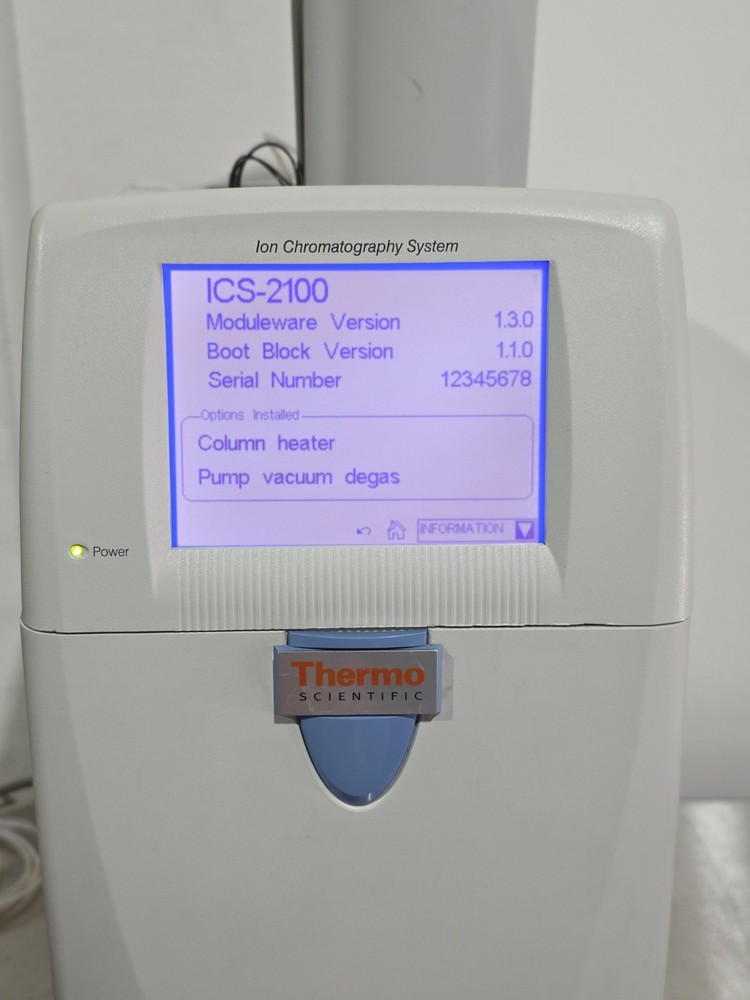 Ion Chromatography System
ICS-2100
Moduleware Version 1.3.0
Boot Block Version 1.1.0
Serial Number 12345678
Options Installed
Column heater
Pump vacuum degas
INFORMATION
Power
Thermo
SCIENTIFIC